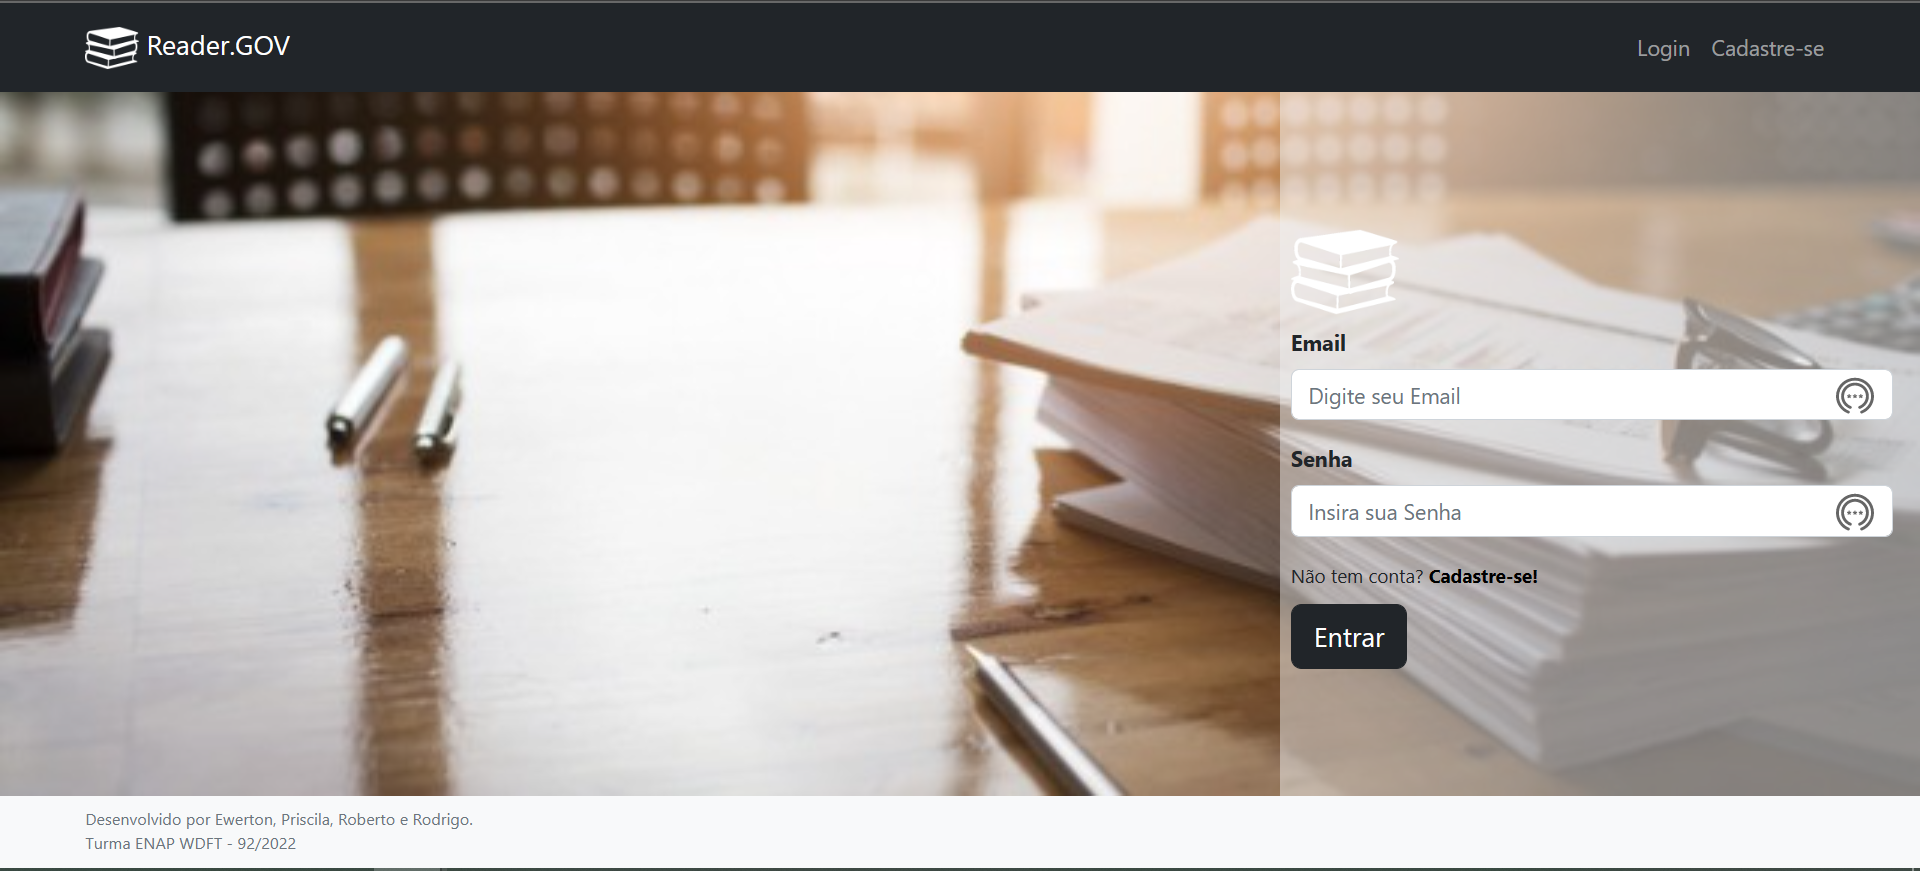 Reader.GOV
Login
Cadastre-se
Email
Digite seu Email
Senha
Insira sua Senha
Não tem conta? Cadastre-se!
Entrar
Desenvolvido por Ewerton, Priscila, Roberto e Rodrigo.
Turma ENAP WDFT - 92/2022